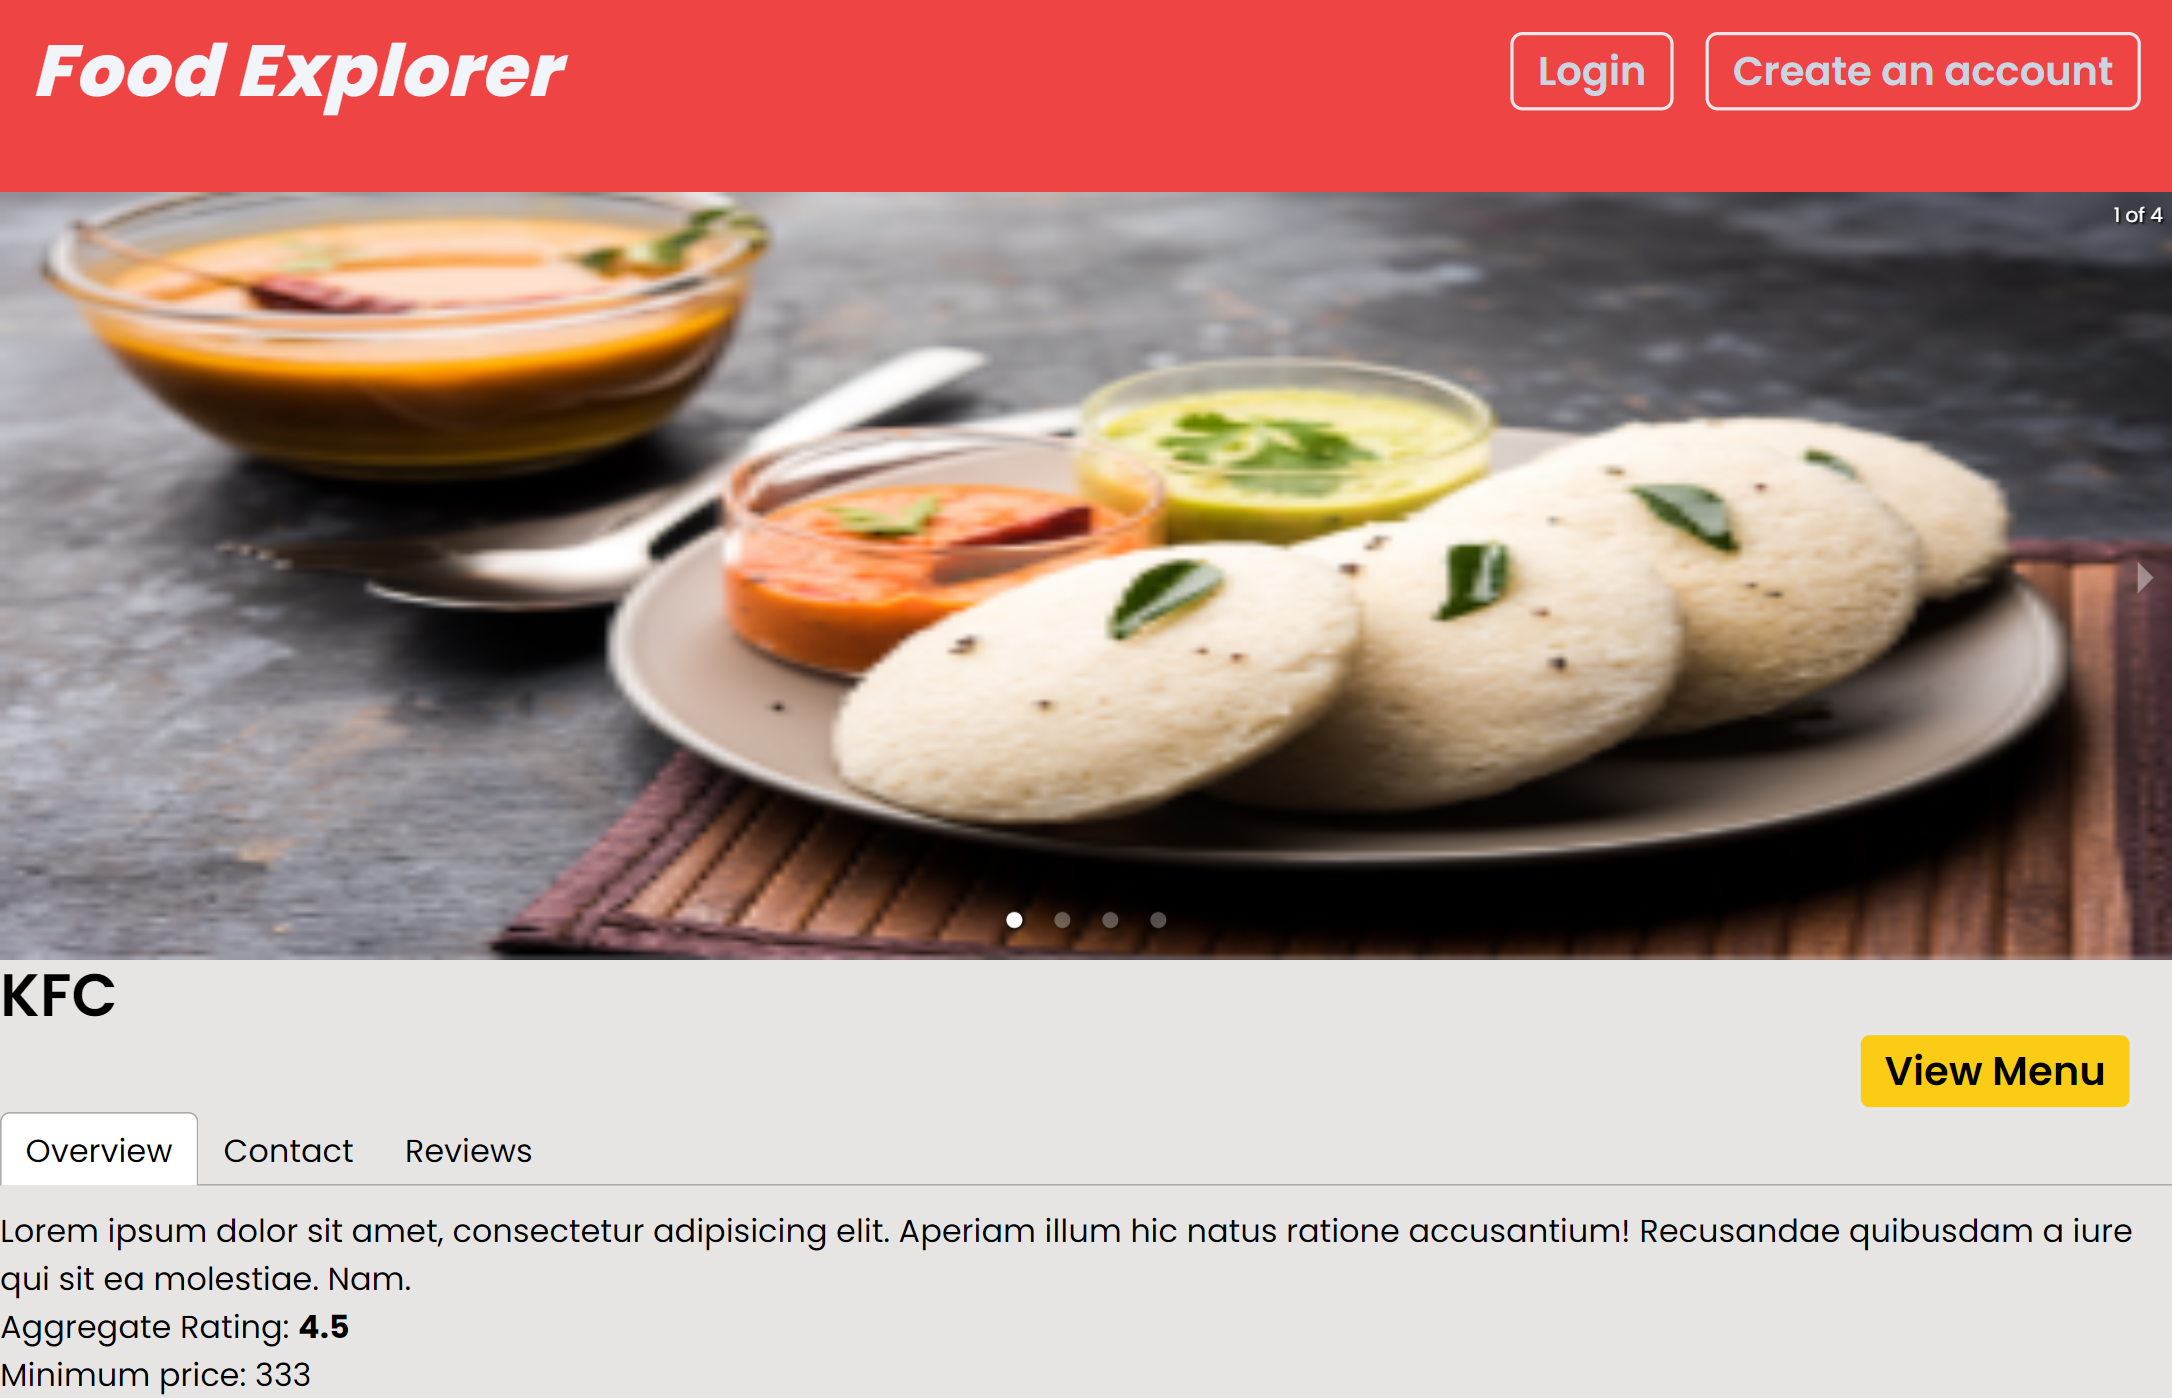 Food Explorer
Login
Create an account
1 of 4
KFC
View Menu
Overview
Contact
Reviews
Lorem ipsum dolor sit amet, consectetur adipisicing elit. Aperiam illum hic natus ratione accusantium! Recusandae quibusdam a iure
qui sit ea molestiae. Nam.
Aggregate Rating: 4.5
Minimum price: 333